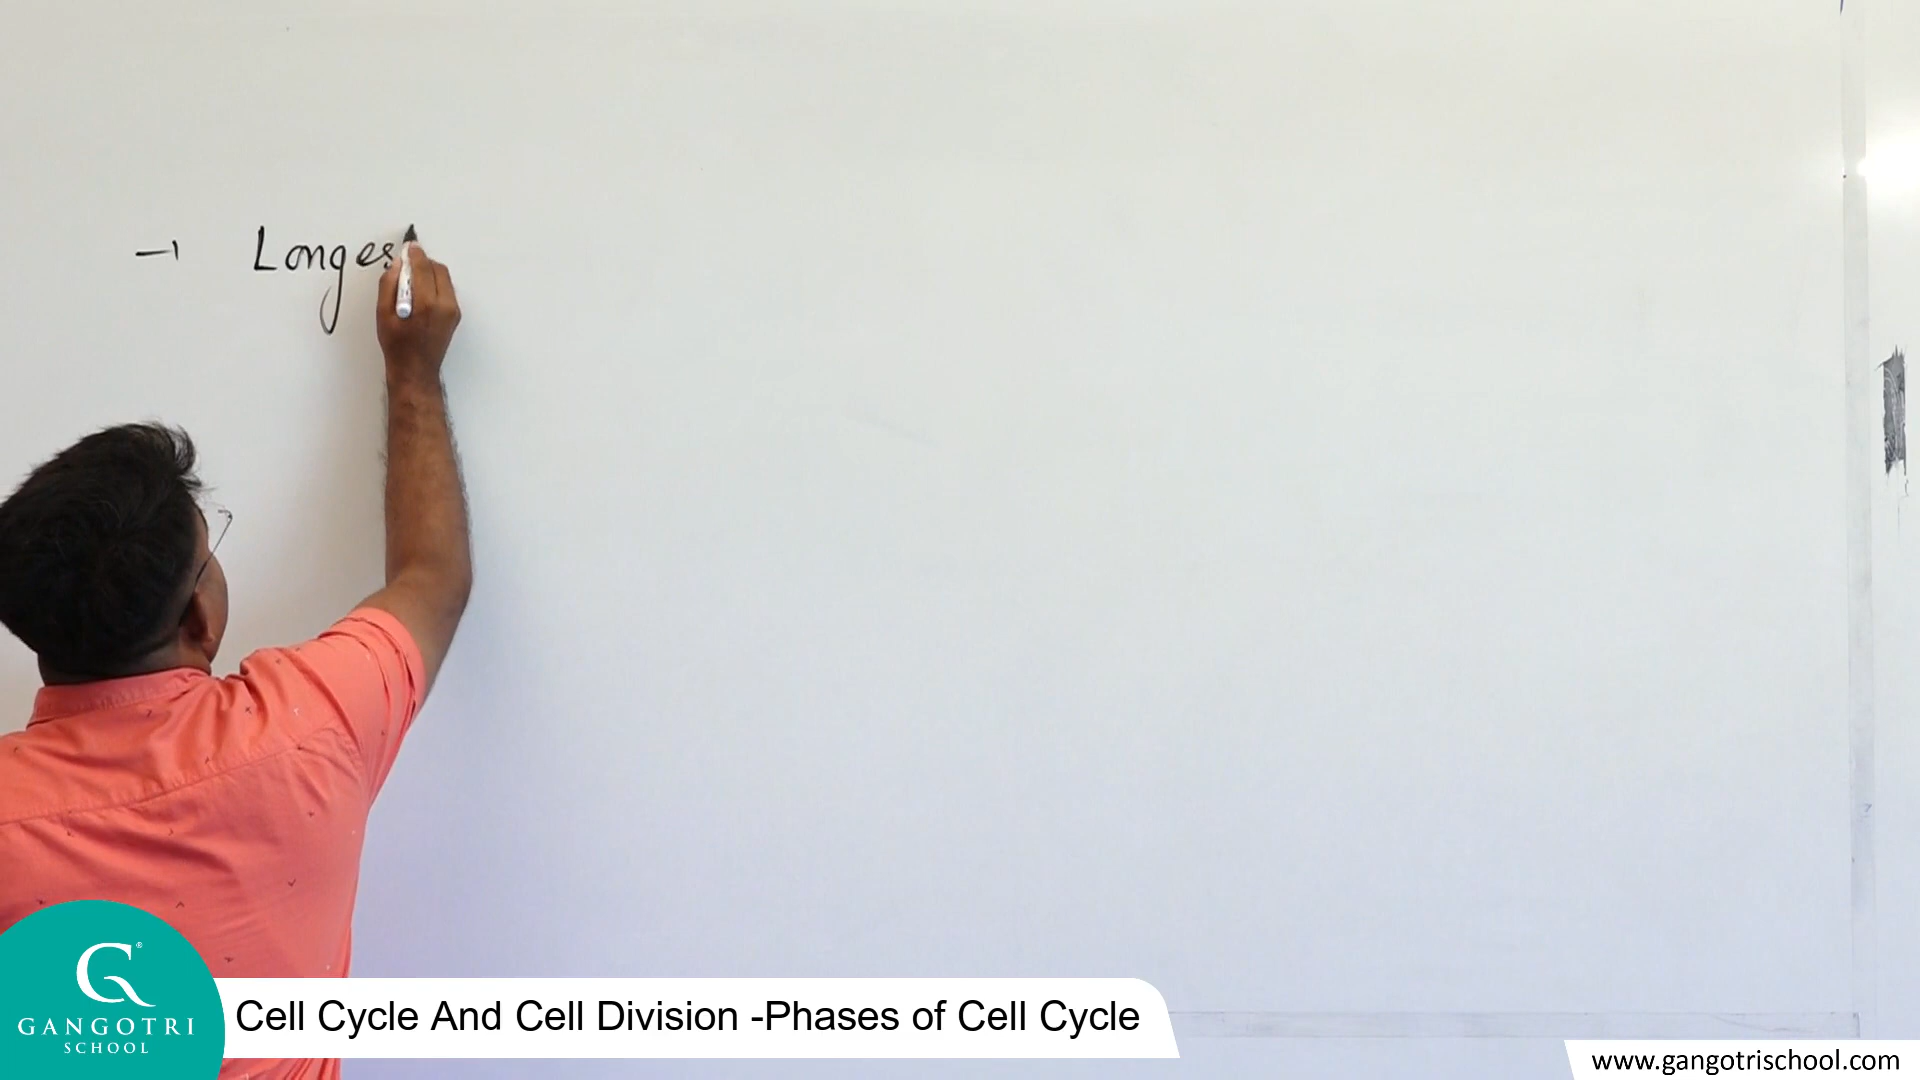 → Longes
G®
GANGOTRI
SCHOOL
Cell Cycle And Cell Division -Phases of Cell Cycle
www.gangotrischool.com